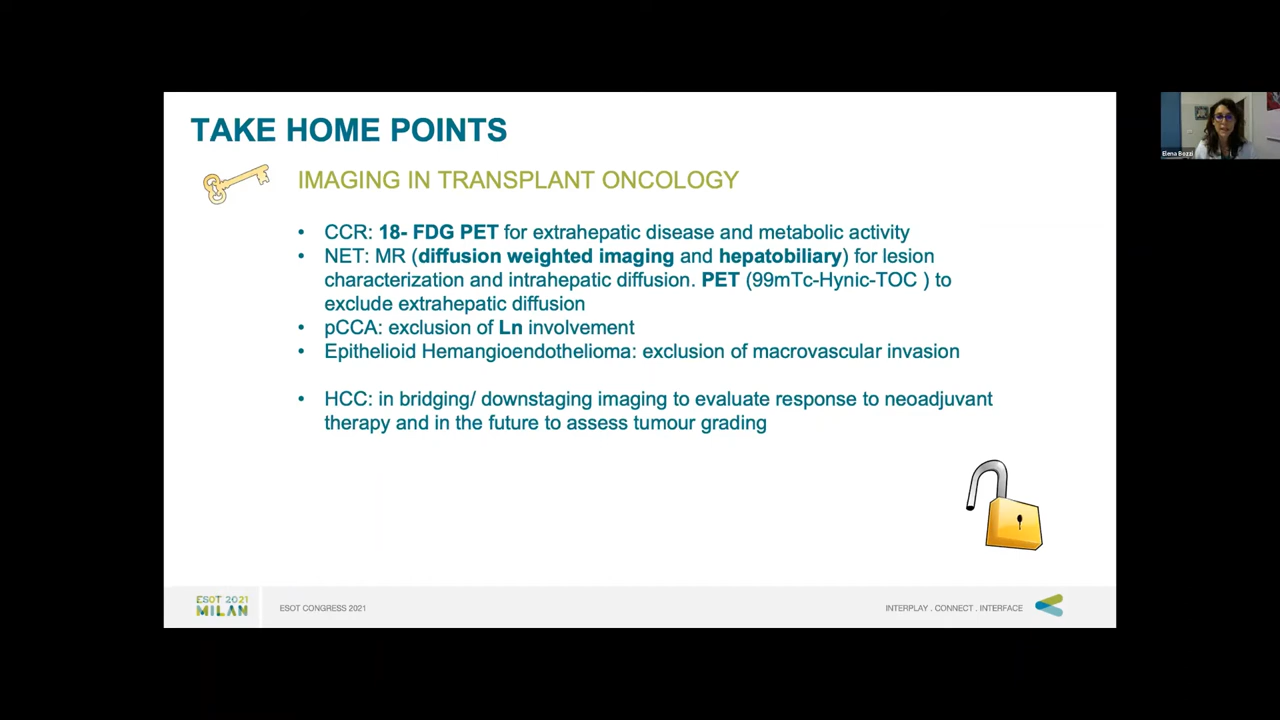 TAKE HOME POINTS
Elena Bozzi
IMAGING IN TRANSPLANT ONCOLOGY
• CCR: 18- FDG PET for extrahepatic disease and metabolic activity
• NET: MR (diffusion weighted imaging and hepatobiliary) for lesion
characterization and intrahepatic diffusion. PET (99mTc-Hynic-TOC ) to
exclude extrahepatic diffusion
• pCCA: exclusion of Ln involvement
• Epithelioid Hemangioendothelioma: exclusion of macrovascular invasion
• HCC: in bridging/ downstaging imaging to evaluate response to neoadjuvant
therapy and in the future to assess tumour grading
ESOT 2021
MILAN
ESOT CONGRESS 2021
INTERPLAY . CONNECT . INTERFACE